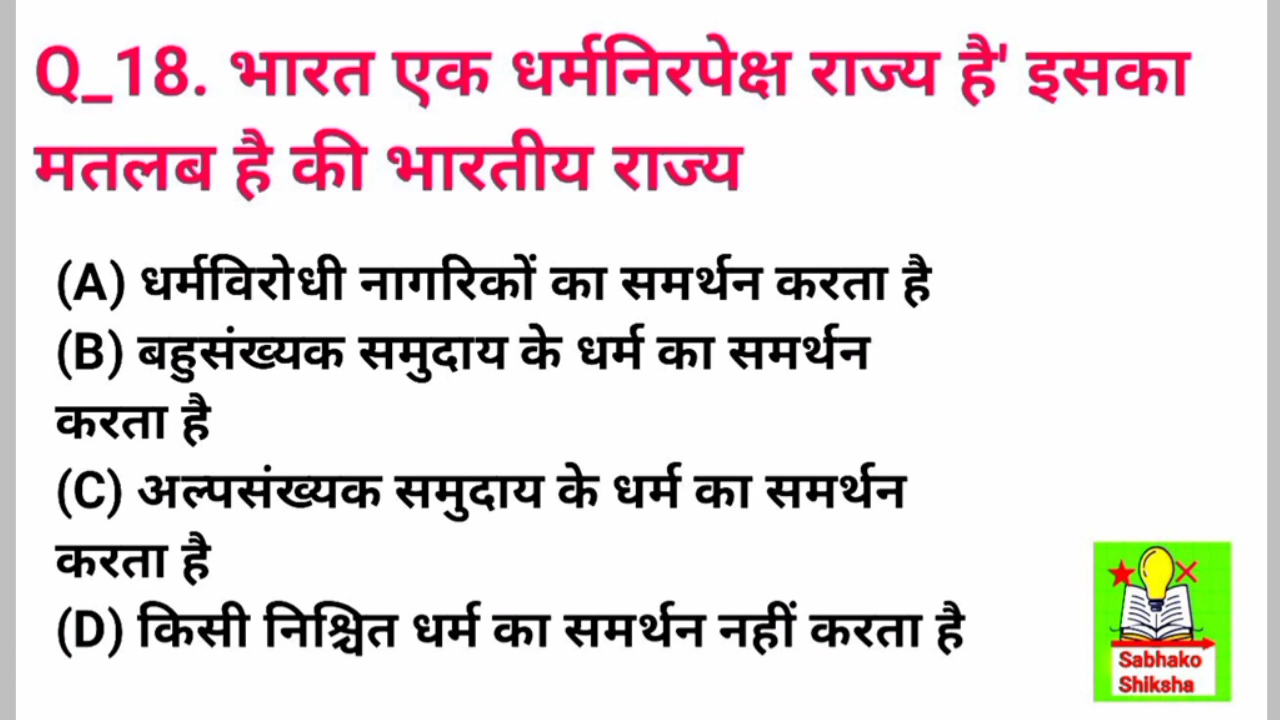 Q_18. भारत एक धर्मनिरपेक्ष राज्य है' इसका
मतलब है की भारतीय राज्य
(A) धर्मविरोधी नागरिकों का समर्थन करता है
(B) बहुसंख्यक समुदाय के धर्म का समर्थन
करता है
(C) अल्पसंख्यक समुदाय के धर्म का समर्थन
करता है
(D) किसी निश्चित धर्म का समर्थन नहीं करता है
Sabhako
Shiksha